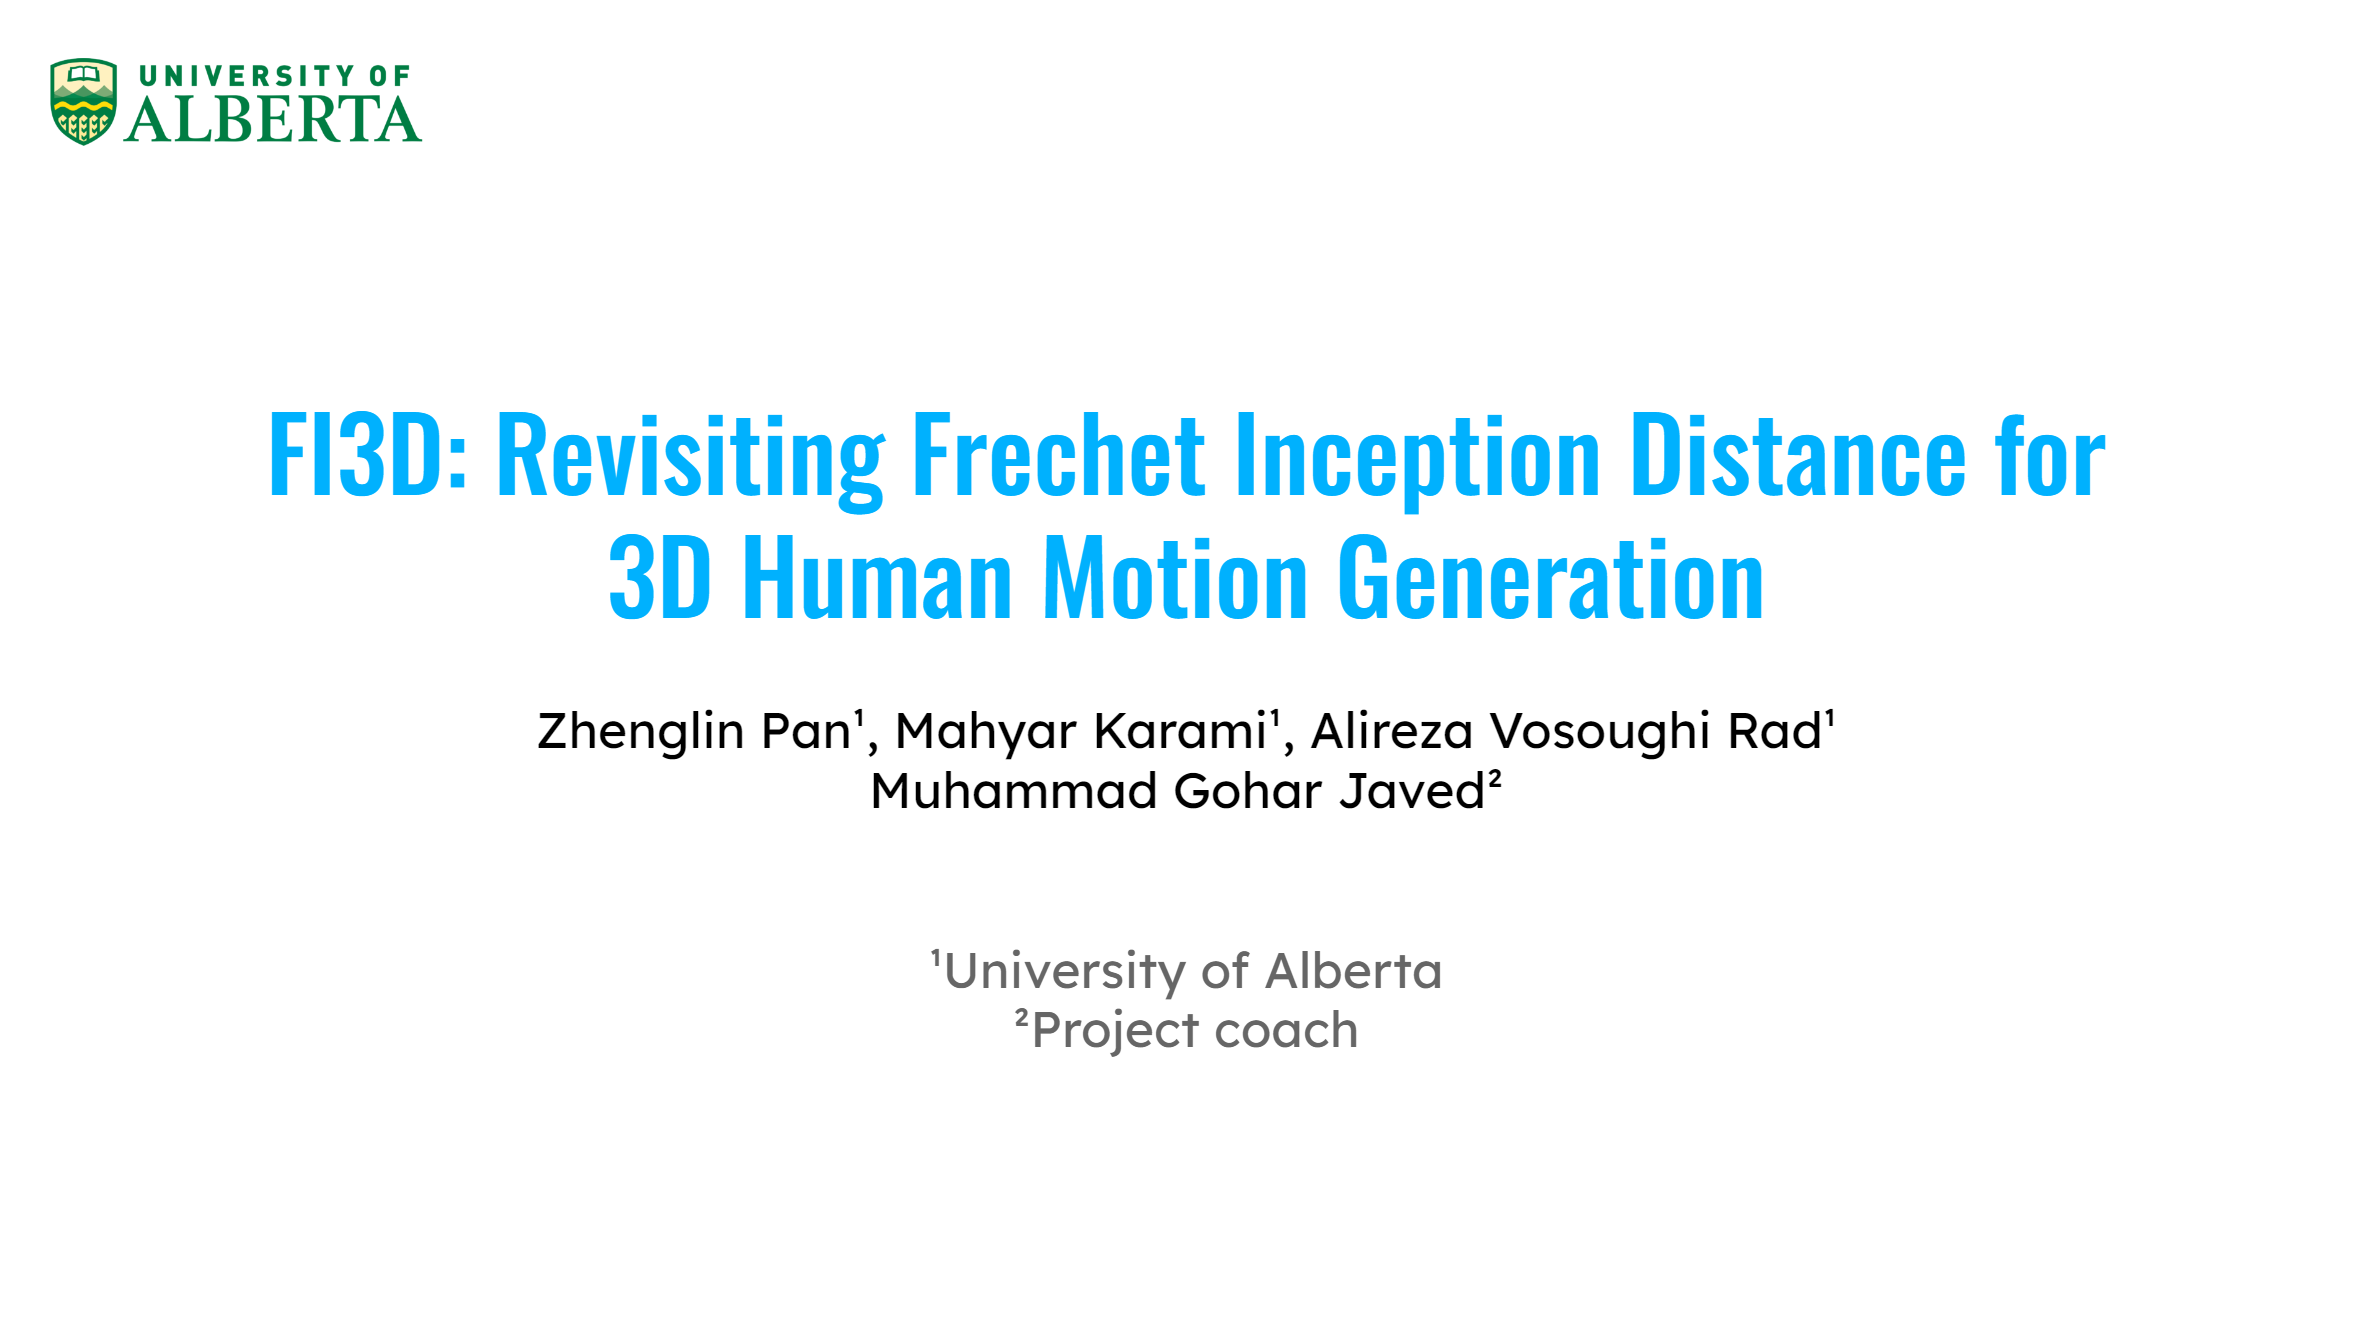 UNIVERSITY OF
ALBERTA
FI3D: Revisiting Frechet Inception Distance for
3D Human Motion Generation
Zhenglin Pan¹, Mahyar Karami¹, Alireza Vosoughi Rad¹
Muhammad Gohar Javed²
¹University of Alberta
²Project coach